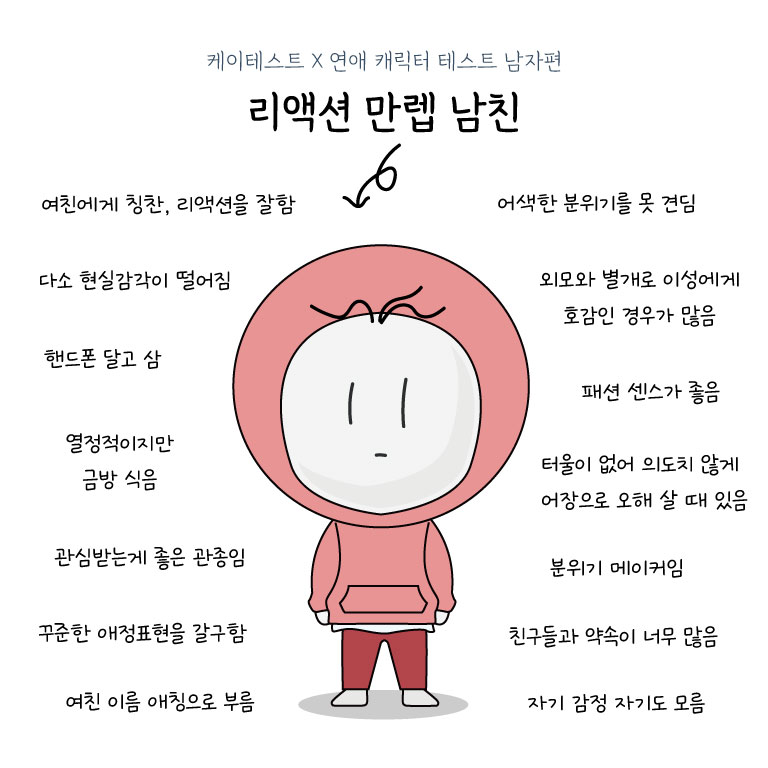 케이테스트 X 연애 캐릭터 테스트 남자편
리액션 만렙 남친
여친에게 칭찬, 리액션을 잘함
다소 현실감각이 떨어짐
핸드폰 달고 삼
열정적이지만
금방 식음
관심받는게 좋은 관종임
꾸준한 애정표현을 갈구함
여친 이름 애칭으로 부름
어색한 분위기를 못 견딤
외모와 별개로 이성에게
호감인 경우가 많음
패션 센스가 좋음
터울이 없어 의도치 않게
어장으로 오해 살 때 있음
분위기 메이커임
친구들과 약속이 너무 많음
자기 감정 자기도 모름